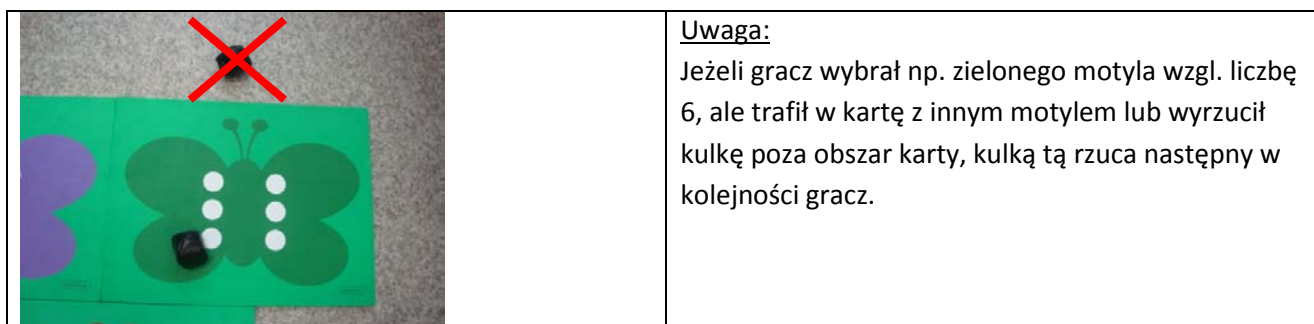 Uwaga:
Jeżeli gracz wybrał np. zielonego motyla wzgl. liczbę
6, ale trafił w kartę z innym motylem lub wyrzucił
kulkę poza obszar karty, kulką tą rzuca następny w
kolejności gracz.